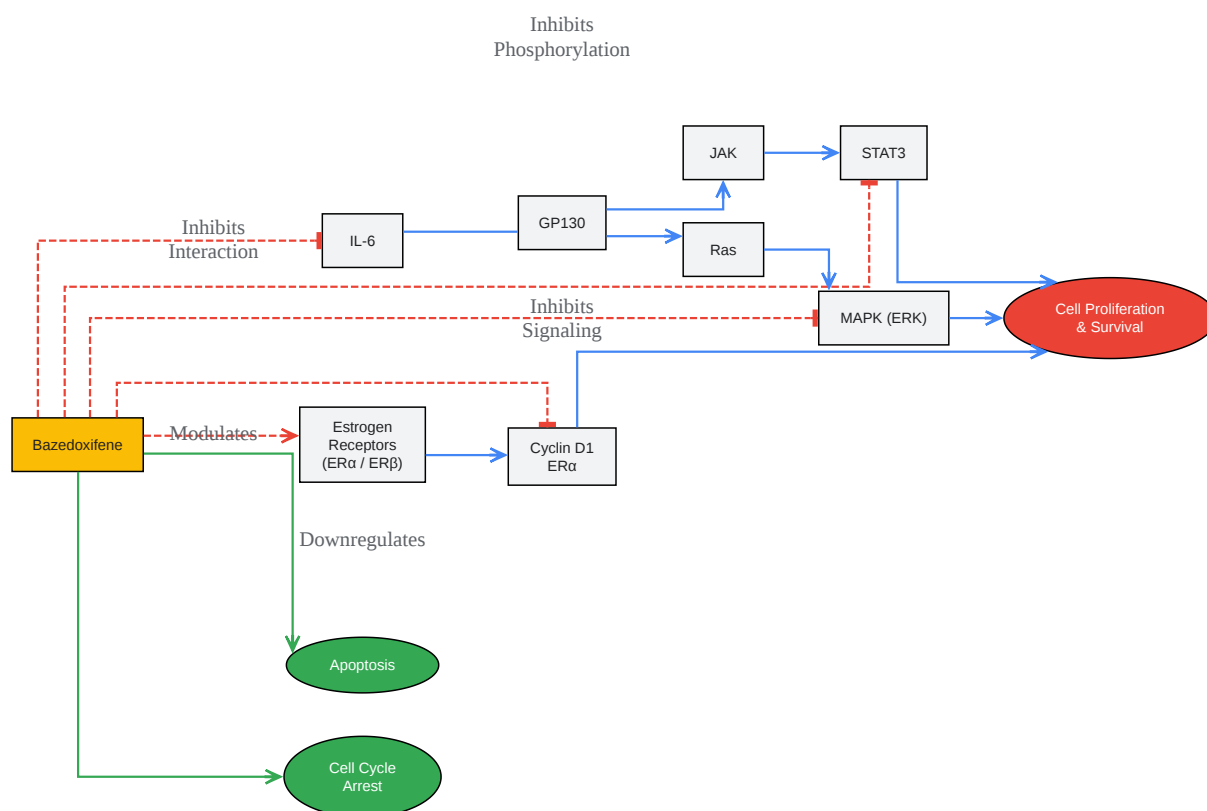 Inhibits
Phosphorylation
JAK
STAT3
IL-6
GP130
Inhibits
Interaction
Ras
MAPK (ERK)
Inhibits
Signaling
Cell Proliferation
& Survival
Bazedoxifene
Modulates
Estrogen
Receptors
(ERα / ERβ)
Cyclin D1
ERα
Downregulates
Apoptosis
Cell Cycle
Arrest